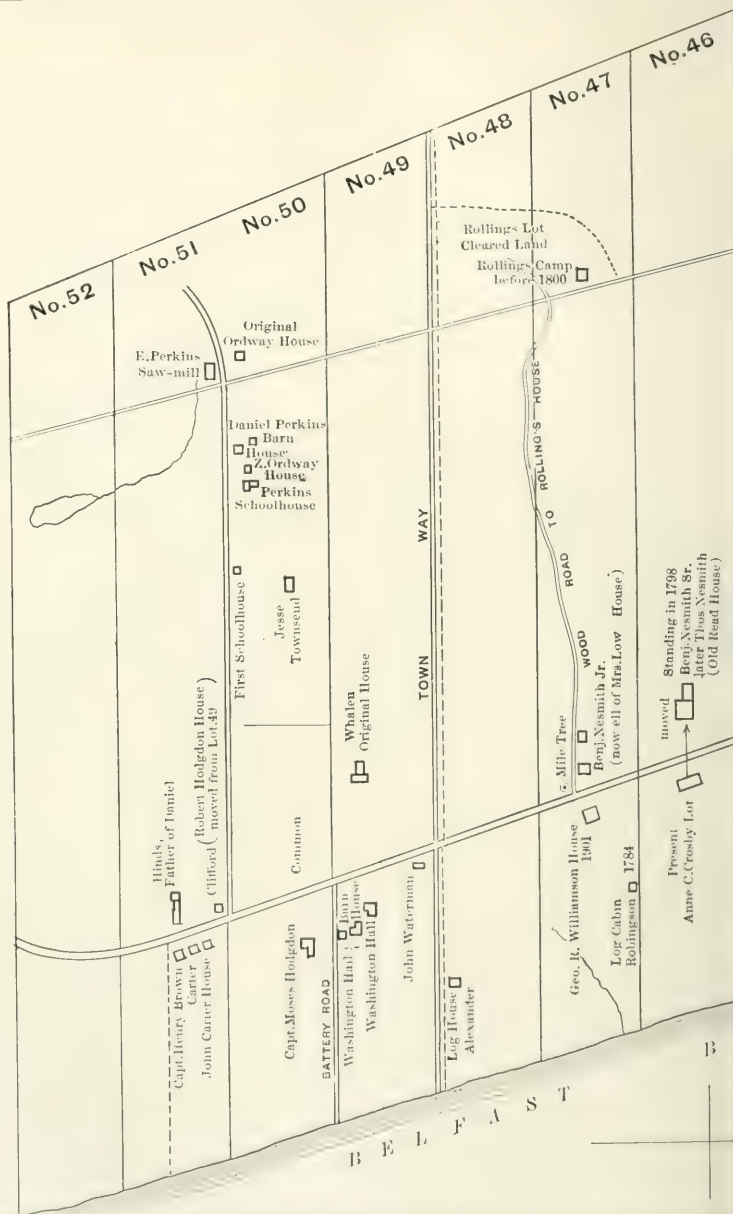 No.46
No.47
No.48
No.49
No.50
No.51
No.52
Rollings Lot
Cleared Land
Rollings Camp
before 1800
Original
Ordway House
E.Perkins
Saw-mill
Daniel Perkins
Barn
House
Z.Ordway
House
Perkins
Schoolhouse
First Schoolhouse
Jesse
Townsend
TOWN WAY
WOOD ROAD TO ROLLING'S HOUSE
Whalen
Original House
Common
Hinds,
Father of Daniel
Clifford (Robert Hodgdon House
moved from Lot.49)
Mile Tree
Benj.Nesmith Jr.
(now ell of Mrs.Low House)
moved
Standing in 1798
Benj.Nesmith Sr.
later Thos Nesmith
(Old Read House)
Present
Anne C.Crosby Lot
Geo. R. Williamson House
1901
Log Cabin
Robingson 1784
Capt.Henry Brown
Carter
John Carter House
Capt.Moses Hodgdon
BATTERY ROAD
Washington Hall
Barn
House
Washington Hall
John Waterman
Log House
Alexander
BELFAST
B